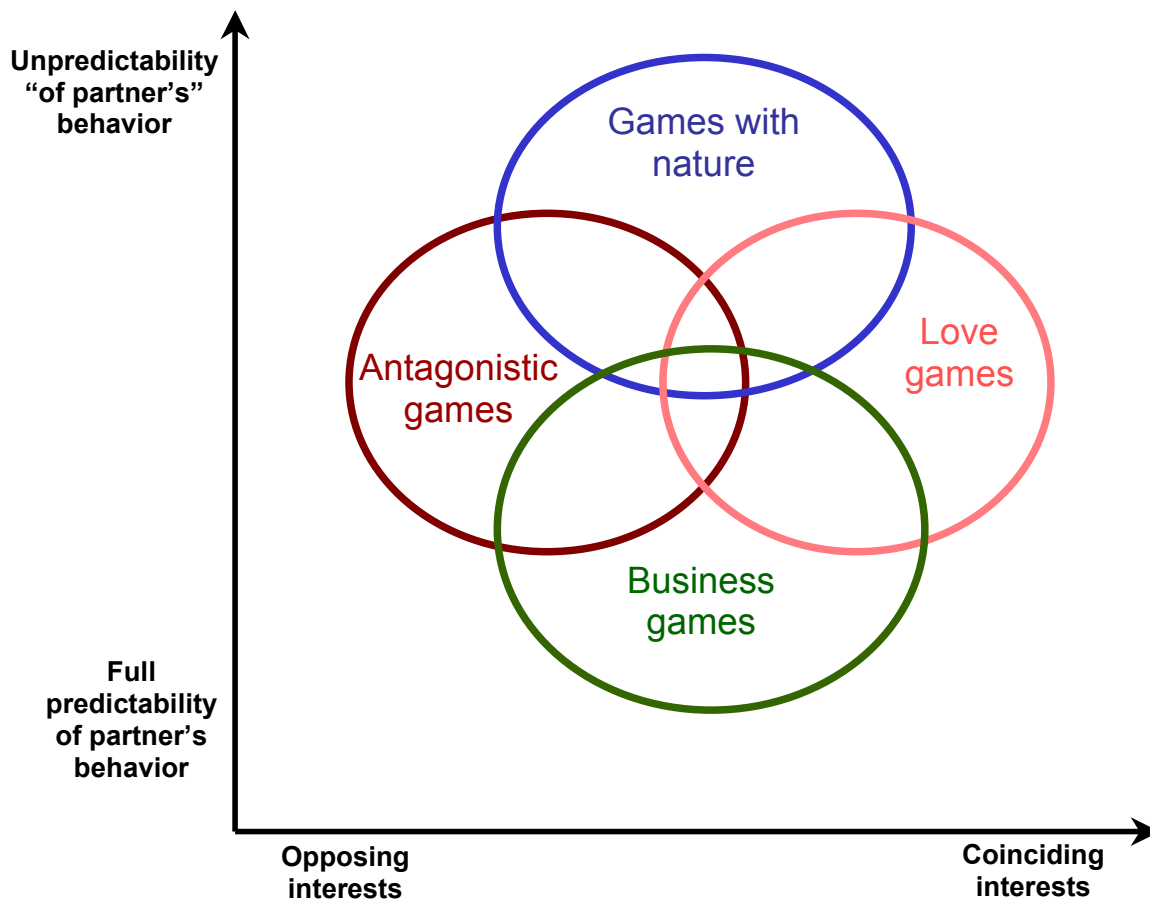 Unpredictability
“of partner’s”
behavior
Games with
nature
Love
games
Antagonistic
games
Business
games
Full
predictability
of partner’s
behavior
Opposing
interests
Coinciding
interests